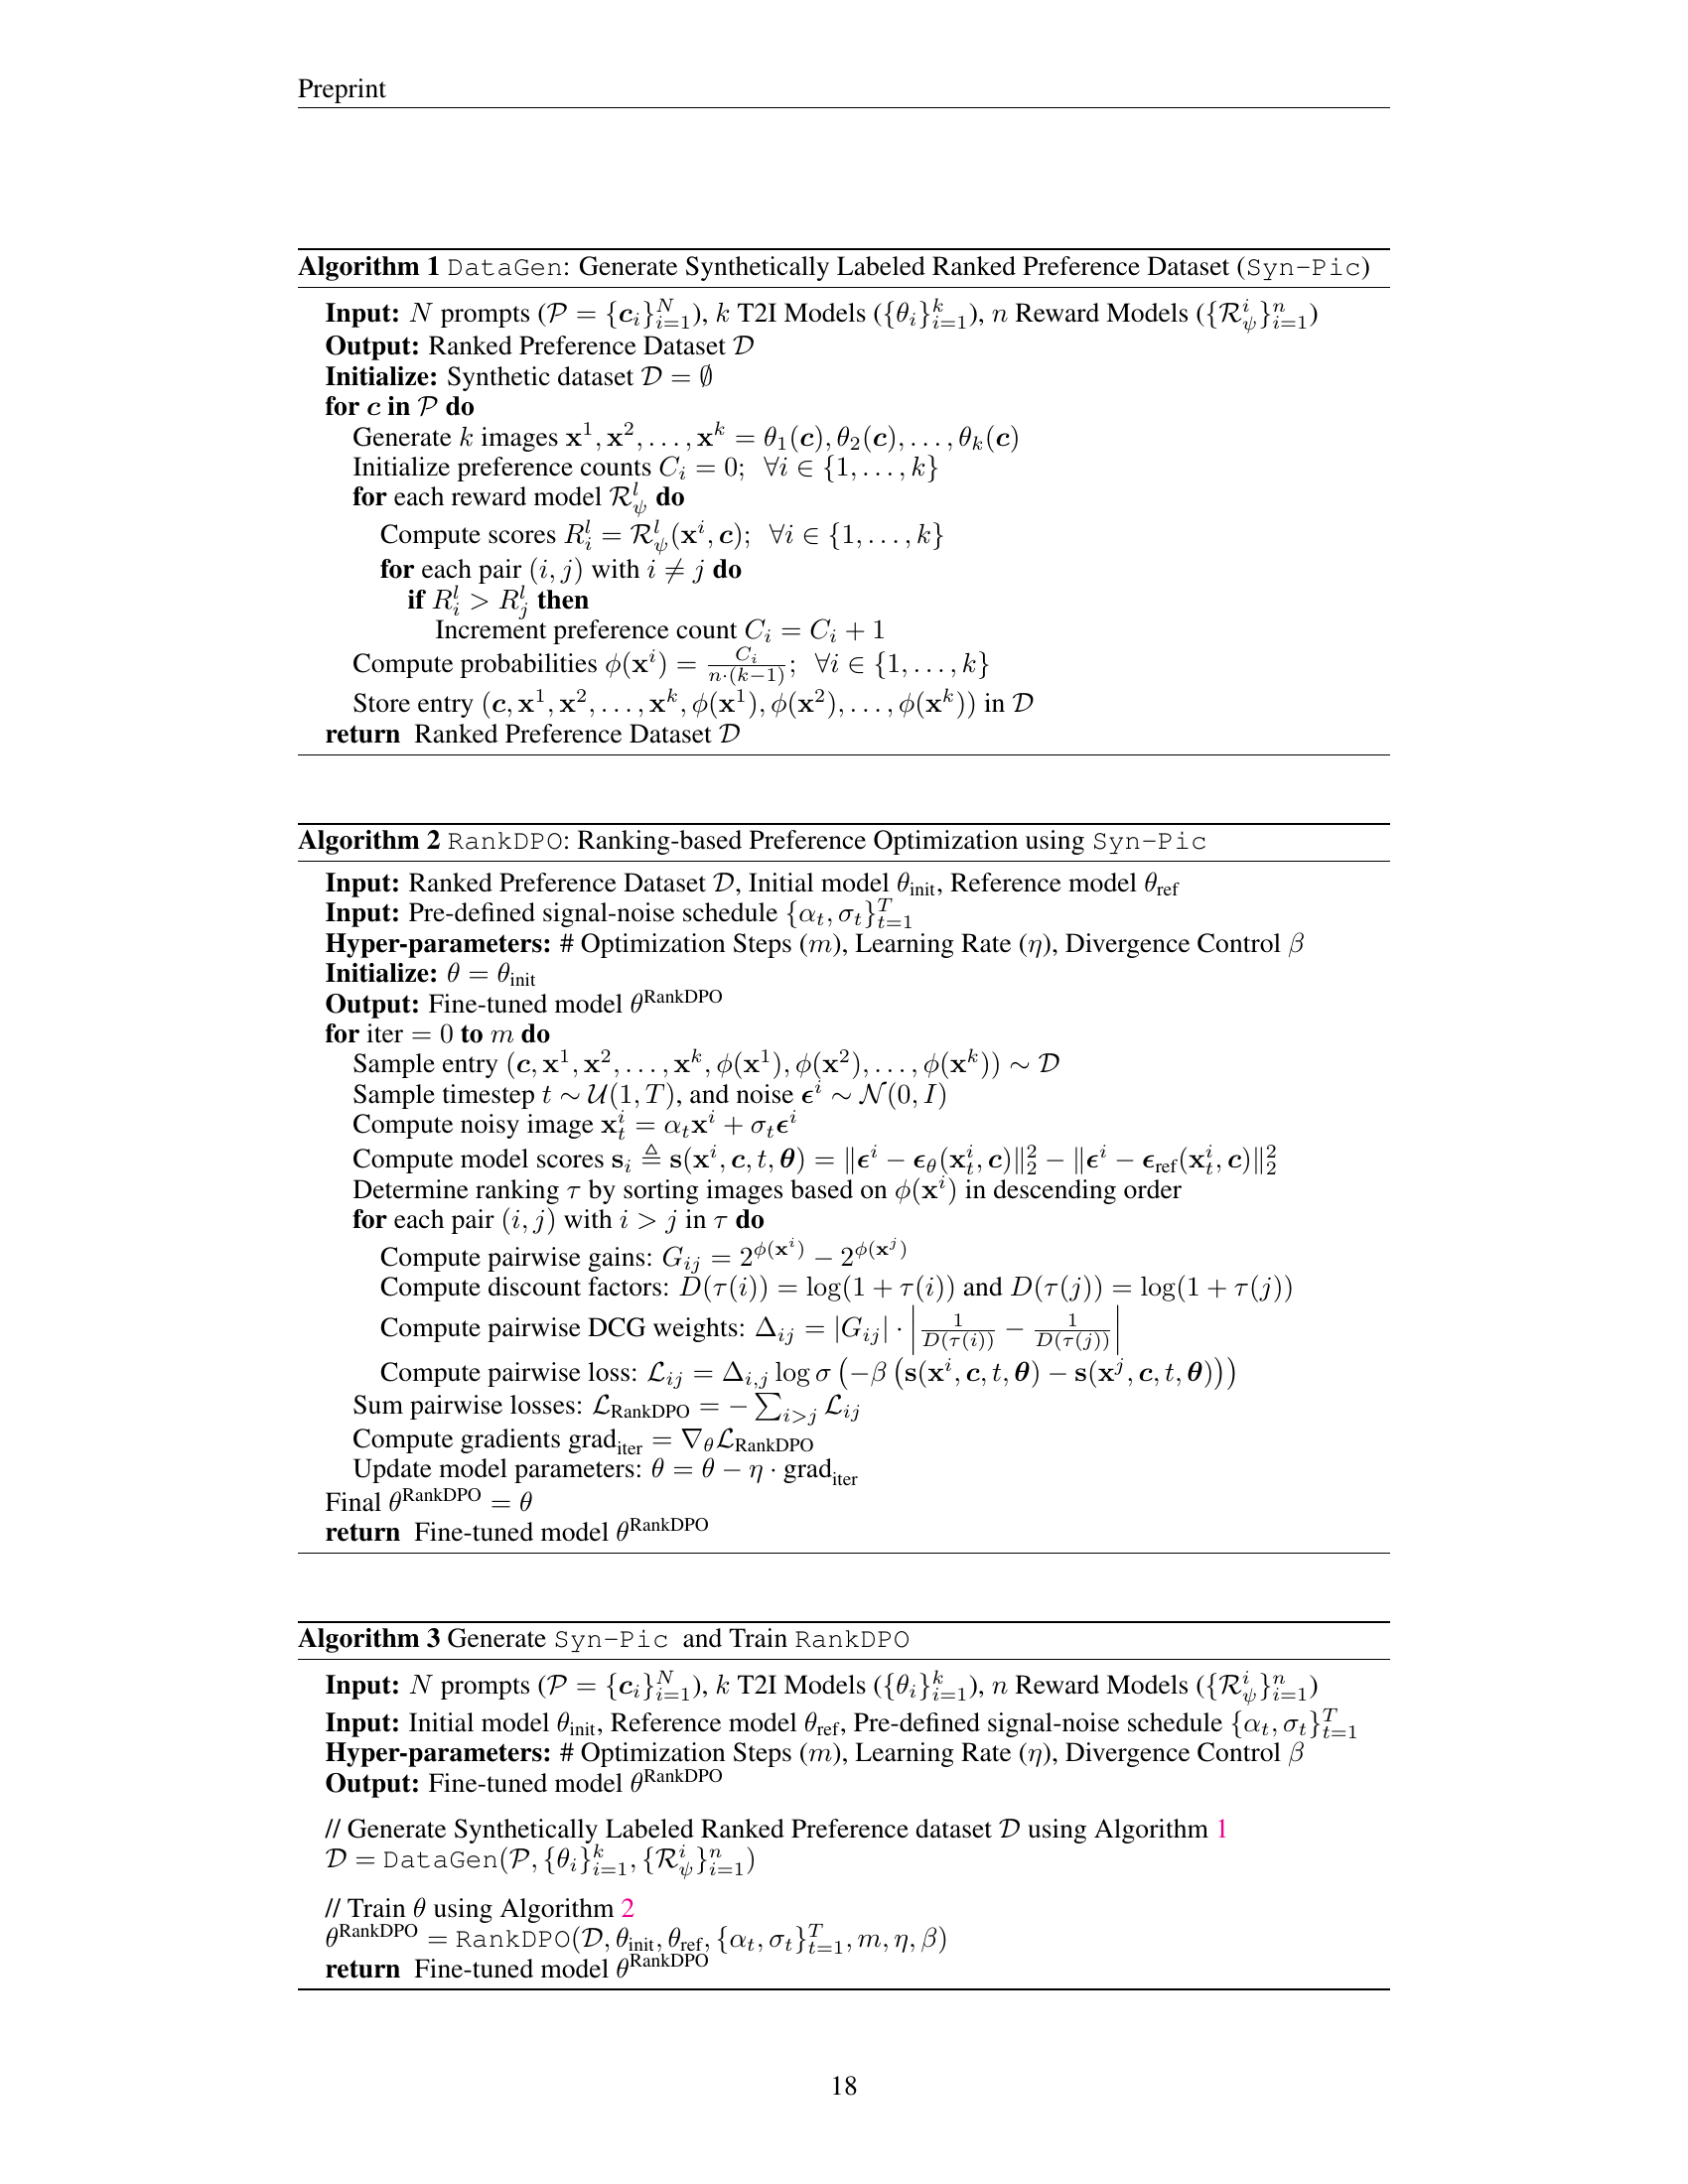 Preprint
Algorithm 1 DataGen: Generate Synthetically Labeled Ranked Preference Dataset (Syn-Pic)
Input: $N$ prompts ($\mathcal{P} = \{\boldsymbol{c}_i\}_{i=1}^N$), $k$ T2I Models ($\{\theta_i\}_{i=1}^k$), $n$ Reward Models ($\{\mathcal{R}_\psi^i\}_{i=1}^n$)
Output: Ranked Preference Dataset $\mathcal{D}$
Initialize: Synthetic dataset $\mathcal{D} = \emptyset$
for $\boldsymbol{c}$ in $\mathcal{P}$ do
Generate $k$ images $\mathbf{x}^1, \mathbf{x}^2, \ldots, \mathbf{x}^k = \theta_1(\boldsymbol{c}), \theta_2(\boldsymbol{c}), \ldots, \theta_k(\boldsymbol{c})$
Initialize preference counts $C_i = 0; \; \forall i \in \{1, \ldots, k\}$
for each reward model $\mathcal{R}_\psi^l$ do
Compute scores $R_i^l = \mathcal{R}_\psi^l(\mathbf{x}^i, \boldsymbol{c}); \; \forall i \in \{1, \ldots, k\}$
for each pair $(i, j)$ with $i \neq j$ do
if $R_i^l > R_j^l$ then
Increment preference count $C_i = C_i + 1$
Compute probabilities $\phi(\mathbf{x}^i) = \frac{C_i}{n \cdot (k-1)}; \; \forall i \in \{1, \ldots, k\}$
Store entry $(\boldsymbol{c}, \mathbf{x}^1, \mathbf{x}^2, \ldots, \mathbf{x}^k, \phi(\mathbf{x}^1), \phi(\mathbf{x}^2), \ldots, \phi(\mathbf{x}^k))$ in $\mathcal{D}$
return Ranked Preference Dataset $\mathcal{D}$
Algorithm 2 RankDPO: Ranking-based Preference Optimization using Syn-Pic
Input: Ranked Preference Dataset $\mathcal{D}$, Initial model $\theta_{\text{init}}$, Reference model $\theta_{\text{ref}}$
Input: Pre-defined signal-noise schedule $\{\alpha_t, \sigma_t\}_{t=1}^T$
Hyper-parameters: # Optimization Steps ($m$), Learning Rate ($\eta$), Divergence Control $\beta$
Initialize: $\theta = \theta_{\text{init}}$
Output: Fine-tuned model $\theta^{\text{RankDPO}}$
for iter $= 0$ to $m$ do
Sample entry $(\boldsymbol{c}, \mathbf{x}^1, \mathbf{x}^2, \ldots, \mathbf{x}^k, \phi(\mathbf{x}^1), \phi(\mathbf{x}^2), \ldots, \phi(\mathbf{x}^k)) \sim \mathcal{D}$
Sample timestep $t \sim \mathcal{U}(1, T)$, and noise $\boldsymbol{\epsilon}^i \sim \mathcal{N}(0, I)$
Compute noisy image $\mathbf{x}_t^i = \alpha_t \mathbf{x}^i + \sigma_t \boldsymbol{\epsilon}^i$
Compute model scores $\mathbf{s}_i \triangleq \mathbf{s}(\mathbf{x}^i, \boldsymbol{c}, t, \boldsymbol{\theta}) = \|\boldsymbol{\epsilon}^i - \boldsymbol{\epsilon}_\theta(\mathbf{x}_t^i, \boldsymbol{c})\|_2^2 - \|\boldsymbol{\epsilon}^i - \boldsymbol{\epsilon}_{\text{ref}}(\mathbf{x}_t^i, \boldsymbol{c})\|_2^2$
Determine ranking $\tau$ by sorting images based on $\phi(\mathbf{x}^i)$ in descending order
for each pair $(i, j)$ with $i > j$ in $\tau$ do
Compute pairwise gains: $G_{ij} = 2^{\phi(\mathbf{x}^i)} - 2^{\phi(\mathbf{x}^j)}$
Compute discount factors: $D(\tau(i)) = \log(1 + \tau(i))$ and $D(\tau(j)) = \log(1 + \tau(j))$
Compute pairwise DCG weights: $\Delta_{ij} = |G_{ij}| \cdot \left| \frac{1}{D(\tau(i))} - \frac{1}{D(\tau(j))} \right|$
Compute pairwise loss: $\mathcal{L}_{ij} = \Delta_{i,j} \log \sigma \left( -\beta \left( \mathbf{s}(\mathbf{x}^i, \boldsymbol{c}, t, \boldsymbol{\theta}) - \mathbf{s}(\mathbf{x}^j, \boldsymbol{c}, t, \boldsymbol{\theta}) \right) \right)$
Sum pairwise losses: $\mathcal{L}_{\text{RankDPO}} = - \sum_{i>j} \mathcal{L}_{ij}$
Compute gradients $\text{grad}_{\text{iter}} = \nabla_\theta \mathcal{L}_{\text{RankDPO}}$
Update model parameters: $\theta = \theta - \eta \cdot \text{grad}_{\text{iter}}$
Final $\theta^{\text{RankDPO}} = \theta$
return Fine-tuned model $\theta^{\text{RankDPO}}$
Algorithm 3 Generate Syn-Pic and Train RankDPO
Input: $N$ prompts ($\mathcal{P} = \{\boldsymbol{c}_i\}_{i=1}^N$), $k$ T2I Models ($\{\theta_i\}_{i=1}^k$), $n$ Reward Models ($\{\mathcal{R}_\psi^i\}_{i=1}^n$)
Input: Initial model $\theta_{\text{init}}$, Reference model $\theta_{\text{ref}}$, Pre-defined signal-noise schedule $\{\alpha_t, \sigma_t\}_{t=1}^T$
Hyper-parameters: # Optimization Steps ($m$), Learning Rate ($\eta$), Divergence Control $\beta$
Output: Fine-tuned model $\theta^{\text{RankDPO}}$
// Generate Synthetically Labeled Ranked Preference dataset $\mathcal{D}$ using Algorithm 1
$\mathcal{D} = \texttt{DataGen}(\mathcal{P}, \{\theta_i\}_{i=1}^k, \{\mathcal{R}_\psi^i\}_{i=1}^n)$
// Train $\theta$ using Algorithm 2
$\theta^{\text{RankDPO}} = \texttt{RankDPO}(\mathcal{D}, \theta_{\text{init}}, \theta_{\text{ref}}, \{\alpha_t, \sigma_t\}_{t=1}^T, m, \eta, \beta)$
return Fine-tuned model $\theta^{\text{RankDPO}}$
18